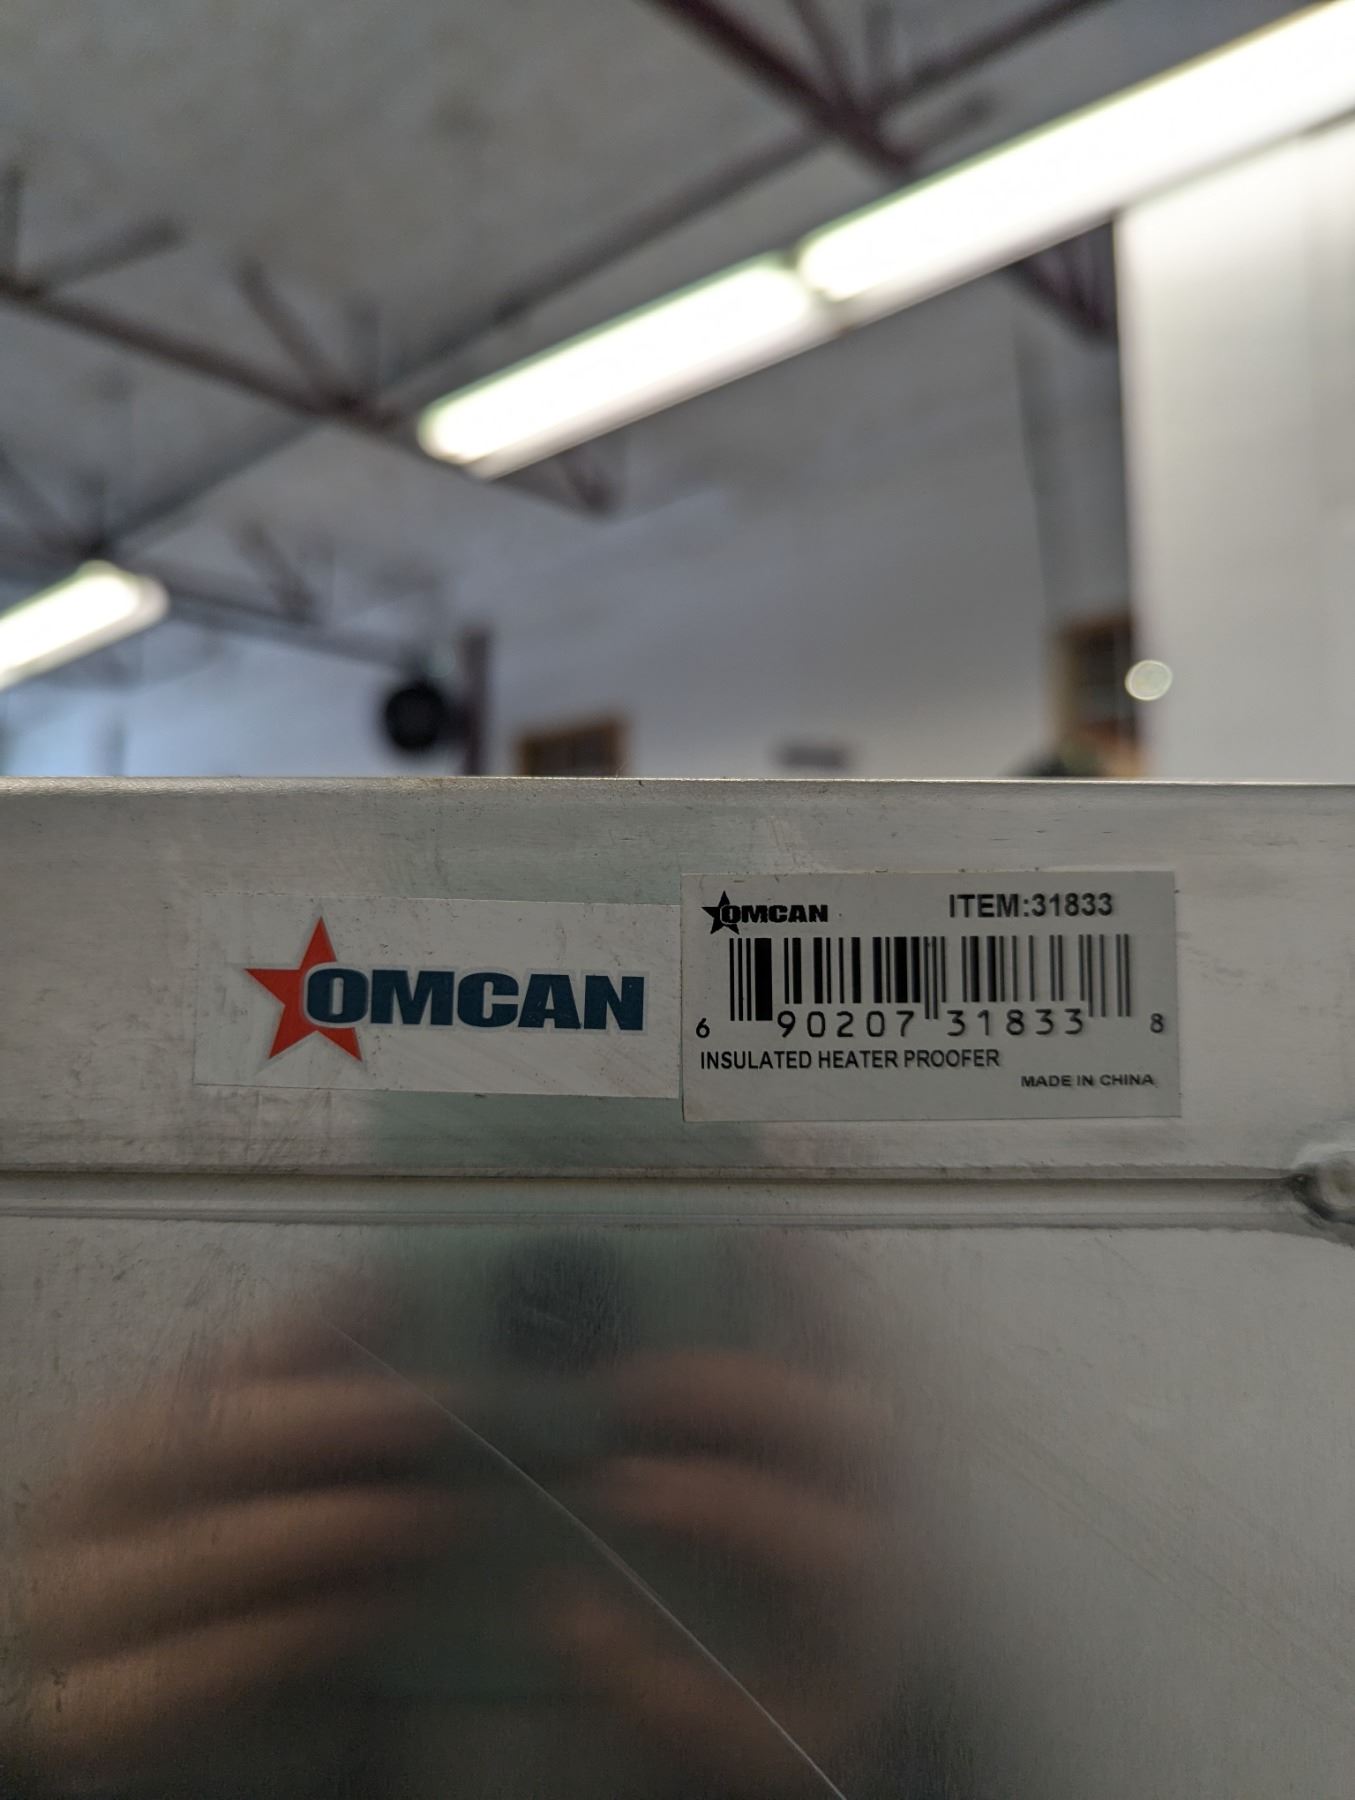 OMCAN
OMCAN ITEM:31833
6 90207 31833 8
INSULATED HEATER PROOFER
MADE IN CHINA